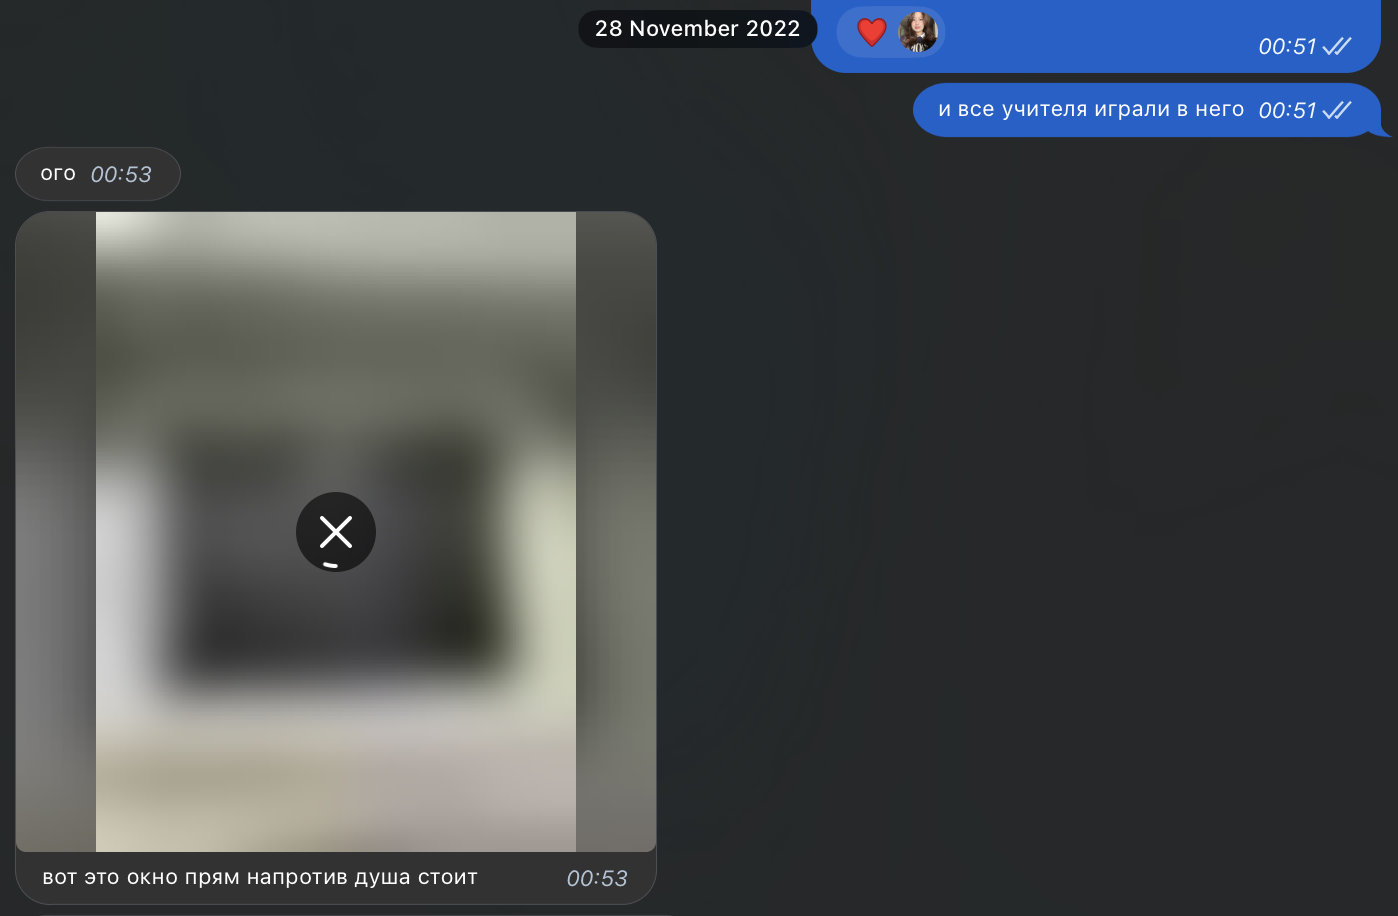 28 November 2022
00:51
и все учителя играли в него 00:51
ого 00:53
вот это окно прям напротив душа стоит 00:53